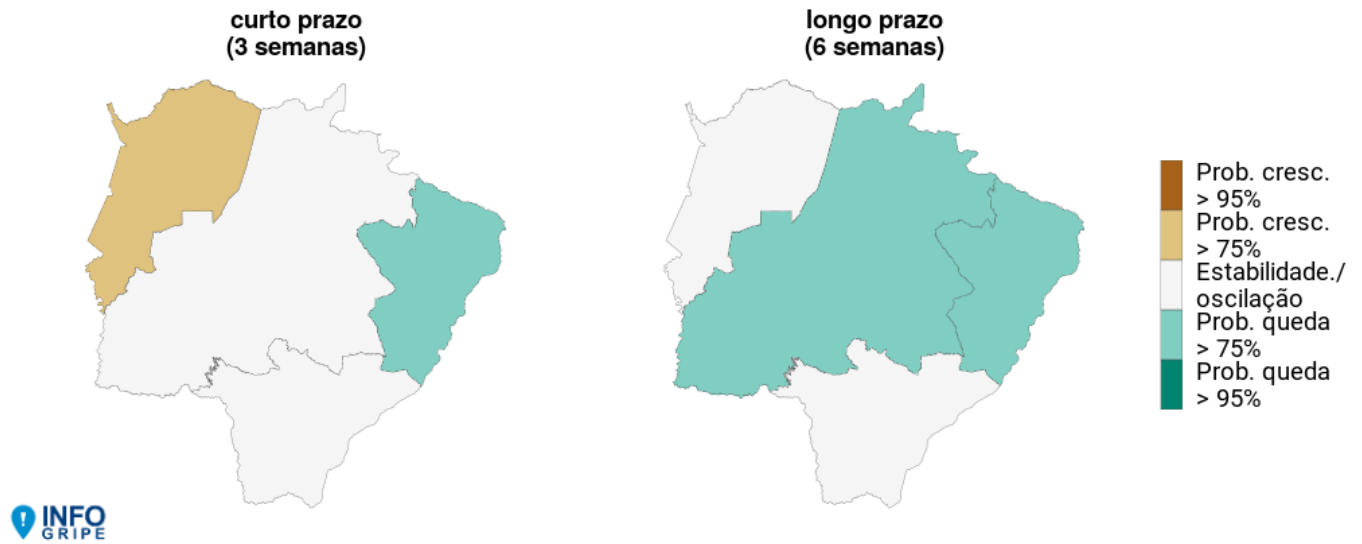 curto prazo
(3 semanas)
longo prazo
(6 semanas)
Prob. cresc.
> 95%
Prob. cresc.
> 75%
Estabilidade./
oscilação
Prob. queda
> 75%
Prob. queda
> 95%
INFO
GRIPE